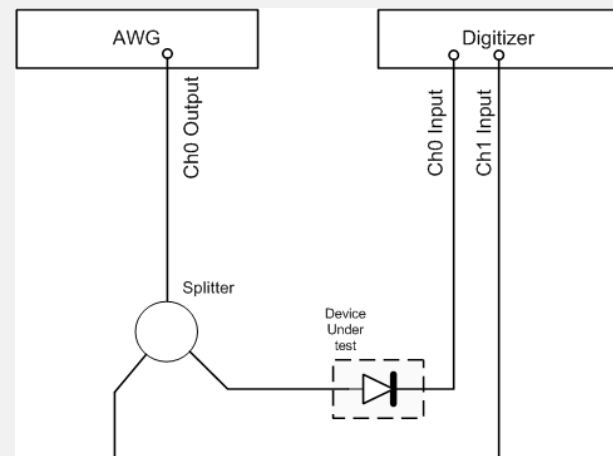 AWG
Digitizer
Ch0 Output
Ch0 Input
Ch1 Input
Splitter
Device
Under
test